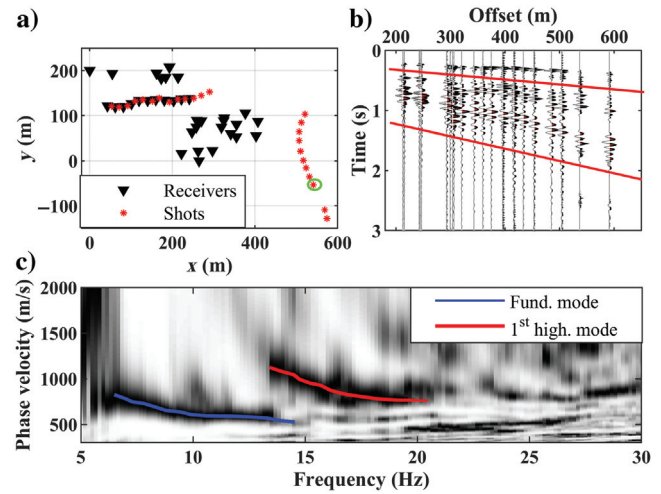 a)
200
100
0
−100
y (m)
Receivers
Shots
0
200
400
600
x (m)
b)
Offset (m)
200
300
400
500
600
0
1
2
3
Time (s)
c)
2000
1500
1000
500
Phase velocity (m/s)
Fund. mode
1st high. mode
5
10
15
20
25
30
Frequency (Hz)